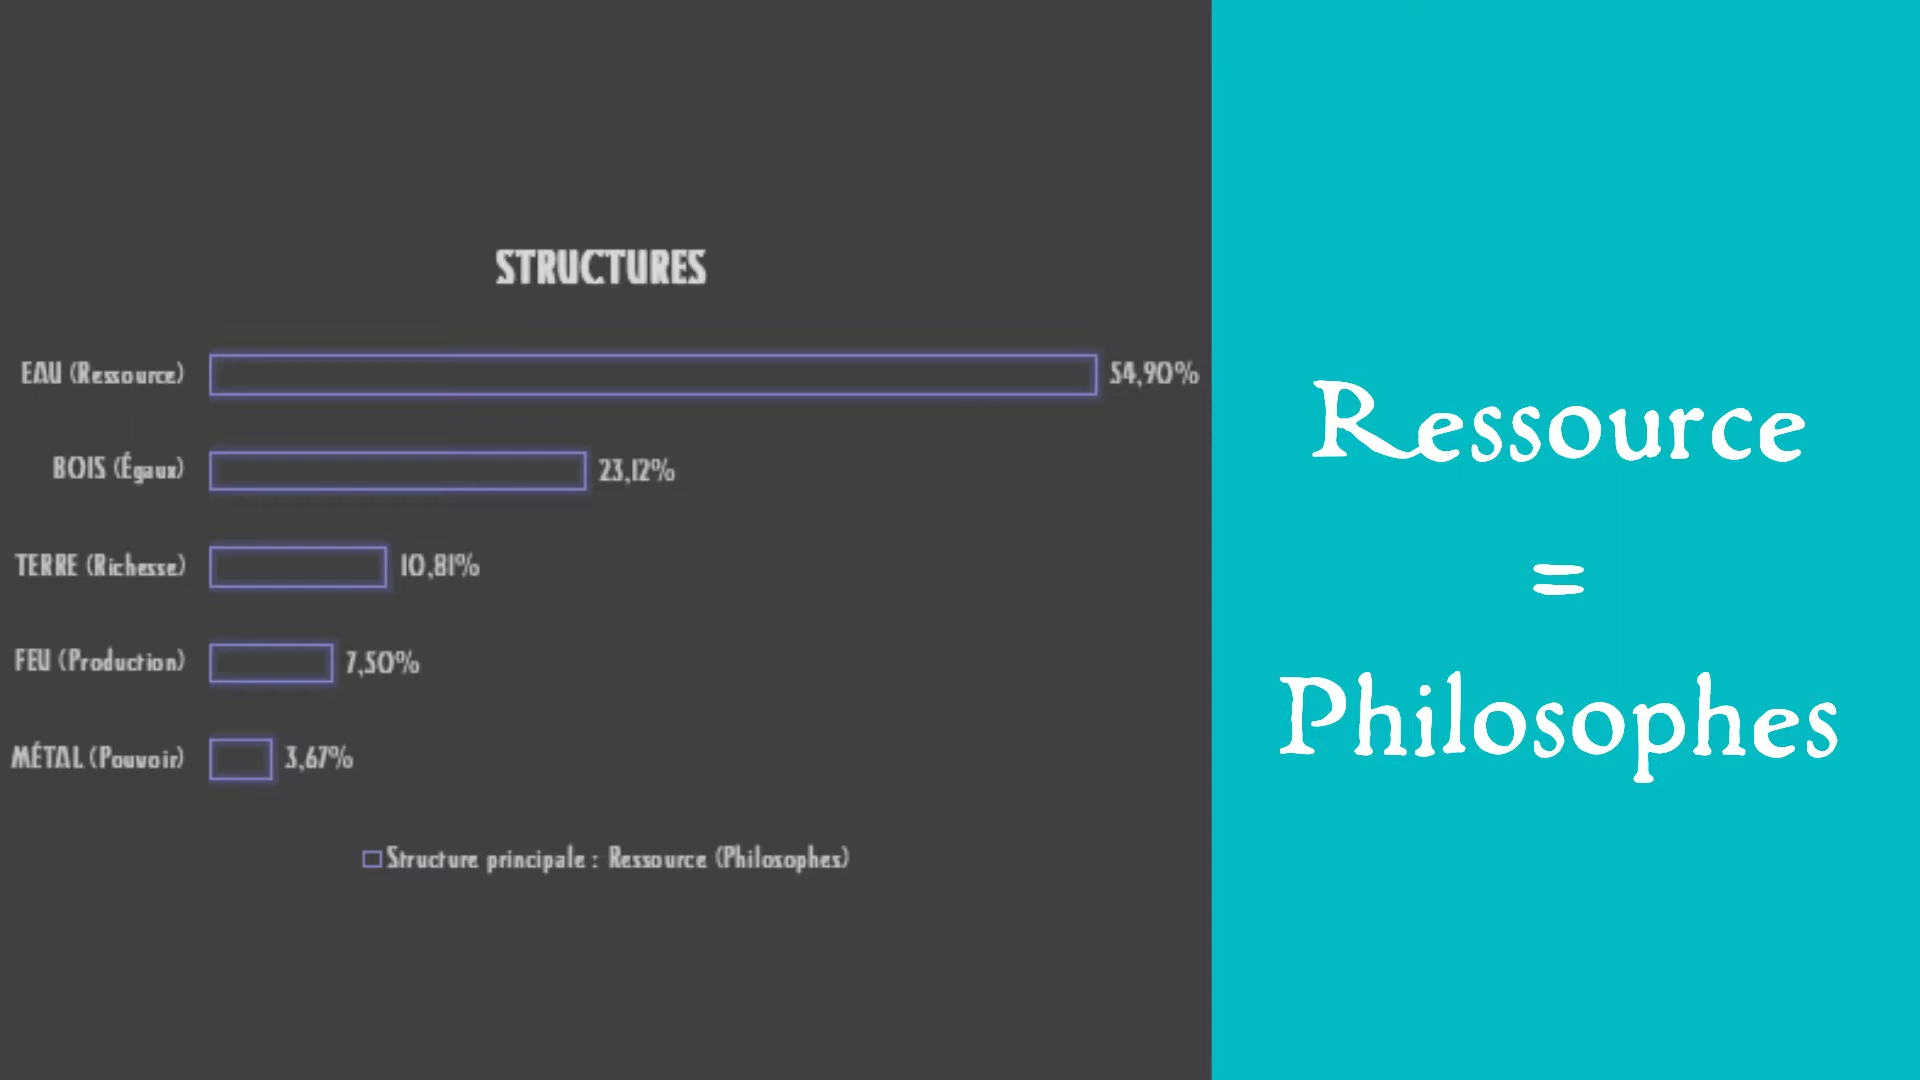 STRUCTURES
EAU (Ressource) 54,90%
BOIS (Égaux) 23,12%
TERRE (Richesse) 10,81%
FEU (Production) 7,50%
MÉTAL (Pouvoir) 3,67%
Structure principale : Ressource (Philosophes)
Ressource
=
Philosophes